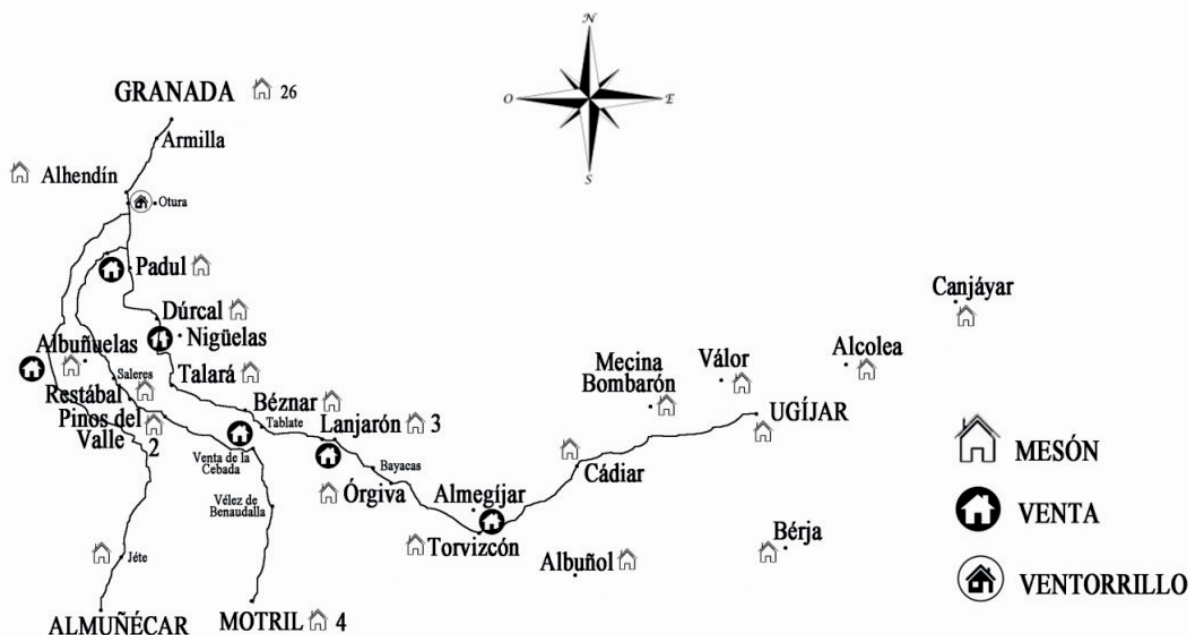 N
O
E
S
GRANADA 26
Armilla
Alhendín
Otura
Padul
Dúrcal
Nigüelas
Albuñuelas
Talará
Saleres
Restábal
Pinos del
Valle 2
Béznar
Tablate
Lanjarón 3
Venta de la
Cebada
Bayacas
Órgiva
Vélez de
Benaudalla
Almegíjar
Torvizcón
Cádiar
Mecina
Bombarón
Válor
UGÍJAR
Alcolea
Canjáyar
Bérja
Albuñol
Jéte
ALMUÑÉCAR
MOTRIL 4
MESÓN
VENTA
VENTORRILLO